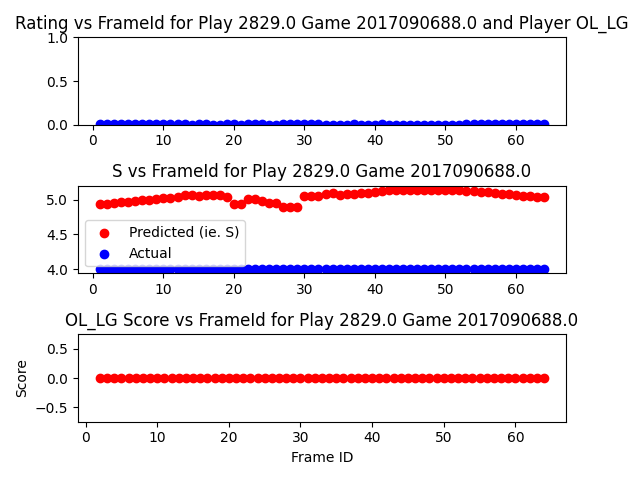 Rating vs FrameId for Play 2829.0 Game 2017090688.0 and Player OL_LG
1.0
0.5
0.0
0 10 20 30 40 50 60
S vs FrameId for Play 2829.0 Game 2017090688.0
5.0
4.5
4.0
Predicted (ie. S)
Actual
0 10 20 30 40 50 60
OL_LG Score vs FrameId for Play 2829.0 Game 2017090688.0
Score
0.5
0.0
−0.5
0 10 20 30 40 50 60
Frame ID